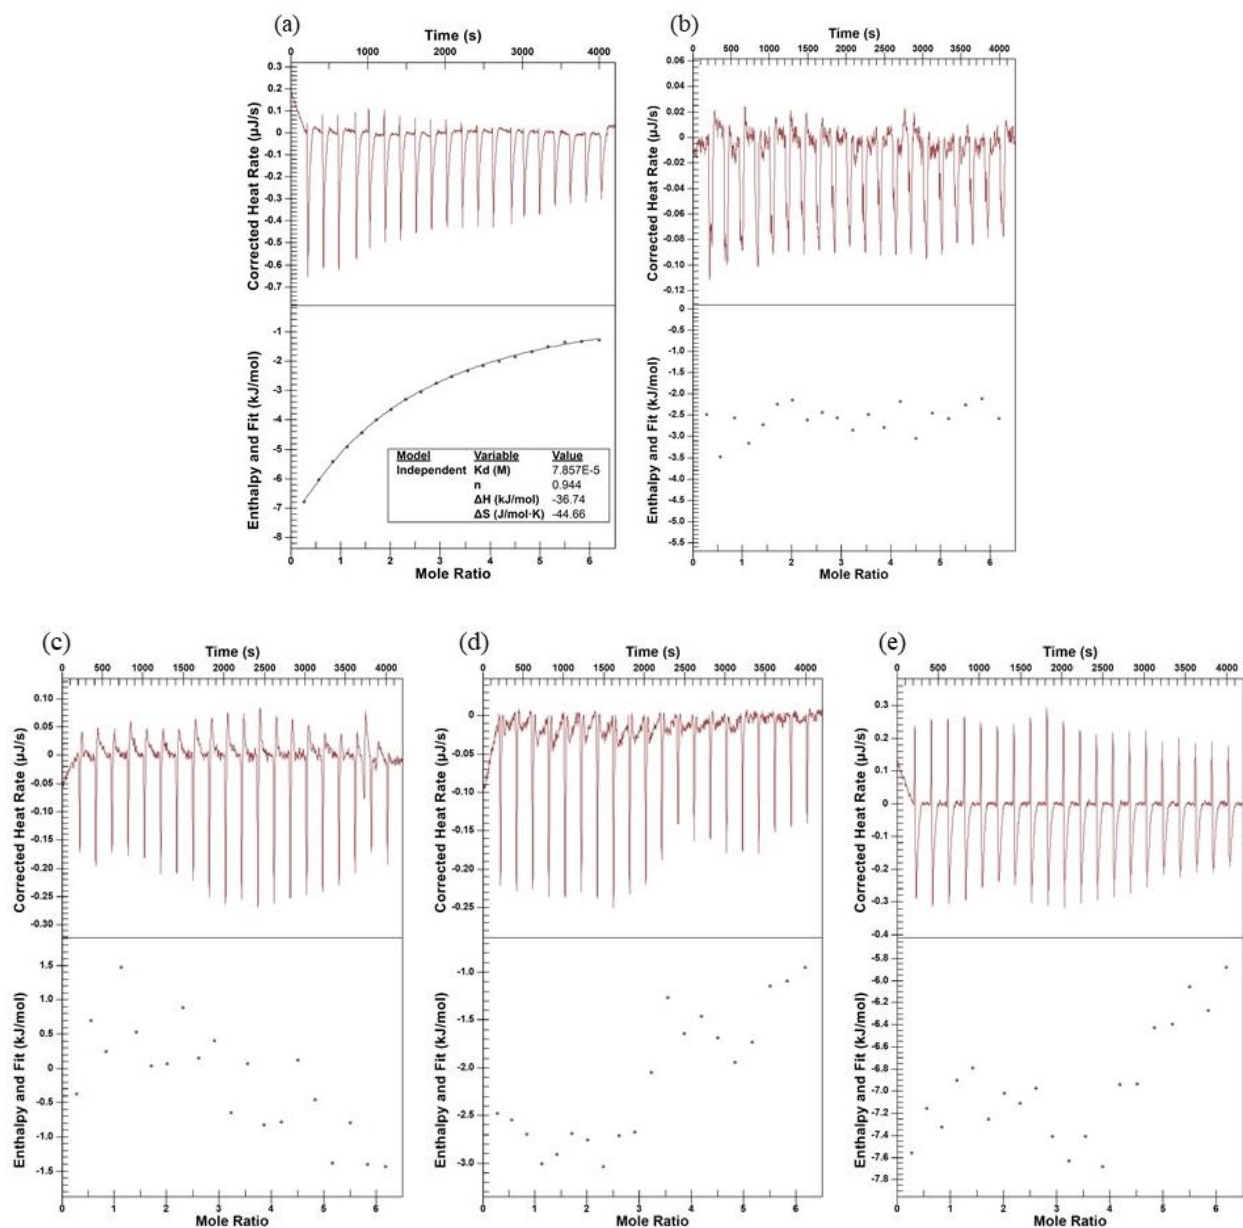 (a)
Time (s)
0 1000 2000 3000 4000
Corrected Heat Rate (µJ/s)
0.3
0.2
0.1
0
-0.1
-0.2
-0.3
-0.4
-0.5
-0.6
-0.7
Enthalpy and Fit (kJ/mol)
-1
-2
-3
-4
-5
-6
-7
-8
Model Variable Value
Independent Kd (M) 7.857E-5
n 0.944
ΔH (kJ/mol) -36.74
ΔS (J/mol·K) -44.66
0 1 2 3 4 5 6
Mole Ratio
(b)
Time (s)
0 500 1000 1500 2000 2500 3000 3500 4000
Corrected Heat Rate (µJ/s)
0.06
0.04
0.02
0
-0.02
-0.04
-0.06
-0.08
-0.10
-0.12
Enthalpy and Fit (kJ/mol)
0
-0.5
-1.0
-1.5
-2.0
-2.5
-3.0
-3.5
-4.0
-4.5
-5.0
-5.5
0 1 2 3 4 5 6
Mole Ratio
(c)
Time (s)
0 500 1000 1500 2000 2500 3000 3500 4000
Corrected Heat Rate (µJ/s)
0.10
0.05
0
-0.05
-0.10
-0.15
-0.20
-0.25
-0.30
Enthalpy and Fit (kJ/mol)
1.5
1.0
0.5
0
-0.5
-1.0
-1.5
0 1 2 3 4 5 6
Mole Ratio
(d)
Time (s)
0 500 1000 1500 2000 2500 3000 3500 4000
Corrected Heat Rate (µJ/s)
0
-0.05
-0.10
-0.15
-0.20
-0.25
Enthalpy and Fit (kJ/mol)
-1.0
-2.0
-3.0
0 1 2 3 4 5 6
Mole Ratio
(e)
Time (s)
0 500 1000 1500 2000 2500 3000 3500 4000
Corrected Heat Rate (µJ/s)
0.3
0.2
0.1
0
-0.1
-0.2
-0.3
-0.4
Enthalpy and Fit (kJ/mol)
-5.8
-6.0
-6.2
-6.4
-6.6
-6.8
-7.0
-7.2
-7.4
-7.6
-7.8
0 1 2 3 4 5 6
Mole Ratio